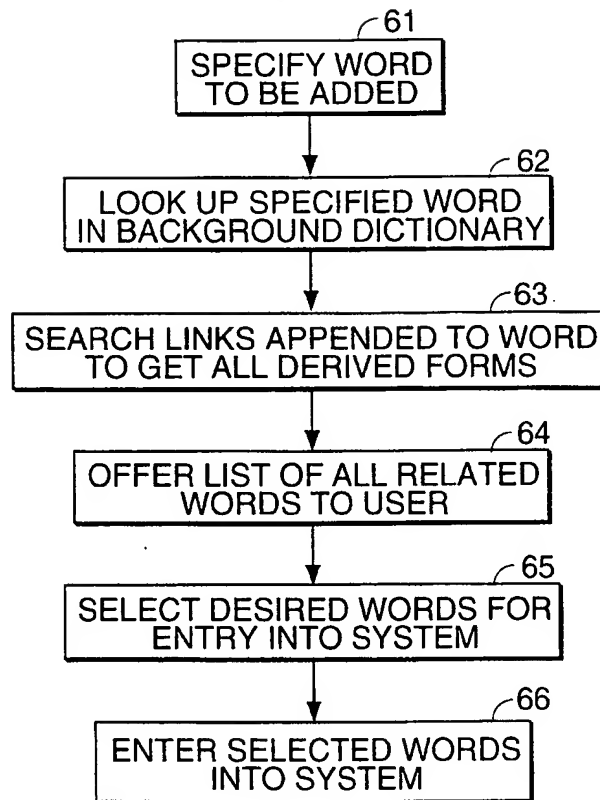 61
SPECIFY WORD
TO BE ADDED
62
LOOK UP SPECIFIED WORD
IN BACKGROUND DICTIONARY
63
SEARCH LINKS APPENDED TO WORD
TO GET ALL DERIVED FORMS
64
OFFER LIST OF ALL RELATED
WORDS TO USER
65
SELECT DESIRED WORDS FOR
ENTRY INTO SYSTEM
66
ENTER SELECTED WORDS
INTO SYSTEM